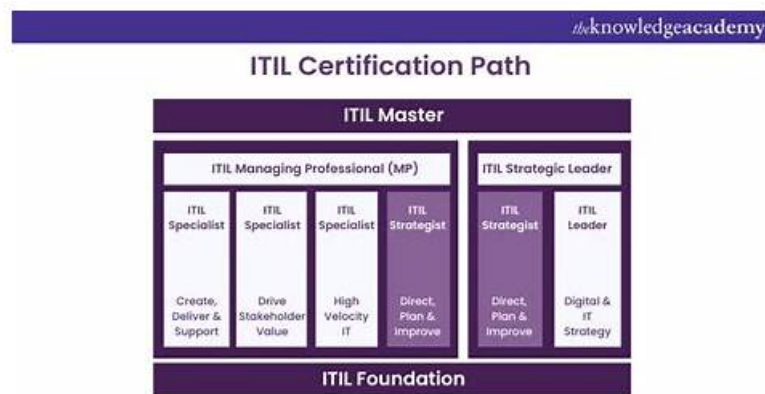 theknowledgeacademy
ITIL Certification Path
ITIL Master
ITIL Managing Professional (MP)
ITIL Specialist
Create, Deliver & Support
ITIL Specialist
Drive Stakeholder Value
ITIL Specialist
High Velocity IT
ITIL Strategist
Direct, Plan & Improve
ITIL Strategic Leader
ITIL Strategist
Direct, Plan & Improve
ITIL Leader
Digital & IT Strategy
ITIL Foundation